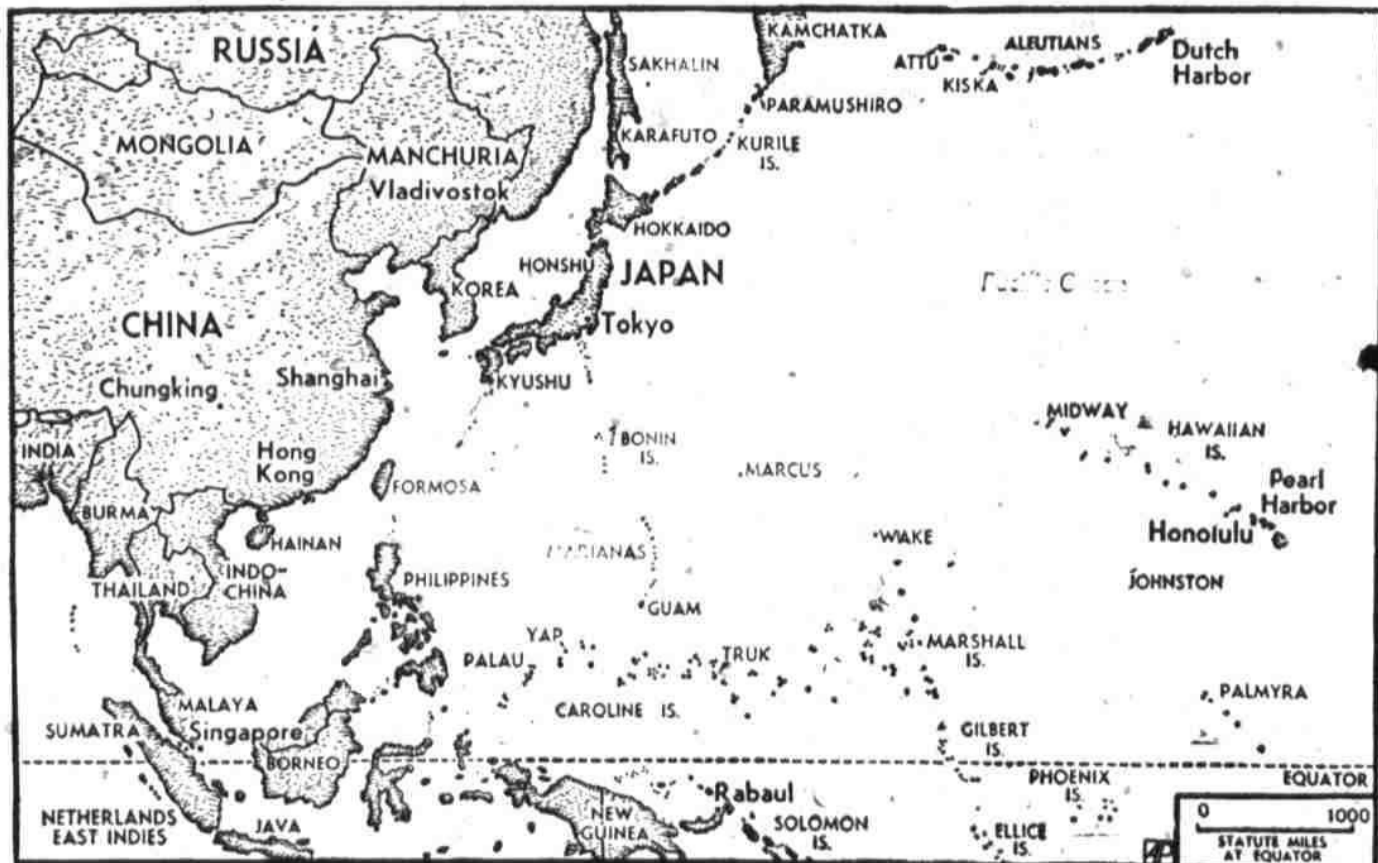 RUSSIA
MONGOLIA
MANCHURIA
Vladivostok
SAKHALIN
KARAFUTO
KAMCHATKA
PARAMUSHIRO
KURILE
IS.
ATTU
KISKA
ALEUTIANS
Dutch
Harbor
HOKKAIDO
HONSHU
JAPAN
KOREA
Tokyo
KYUSHU
Pacific Ocean
CHINA
Chungking
Shanghai
INDIA
Hong
Kong
BURMA
HAINAN
FORMOSA
BONIN
IS.
MARCUS
MIDWAY
HAWAIIAN
IS.
Pearl
Harbor
Honolulu
JOHNSTON
WAKE
MARIANAS
GUAM
THAILAND
INDO-
CHINA
PHILIPPINES
YAP
PALAU
TRUK
CAROLINE IS.
MARSHALL
IS.
PALMYRA
GILBERT
IS.
MALAYA
Singapore
SUMATRA
BORNEO
NETHERLANDS
EAST INDIES
JAVA
NEW
GUINEA
Rabaul
SOLOMON
IS.
PHOENIX
IS.
ELLICE
IS.
EQUATOR
0 1000
STATUTE MILES
AT EQUATOR